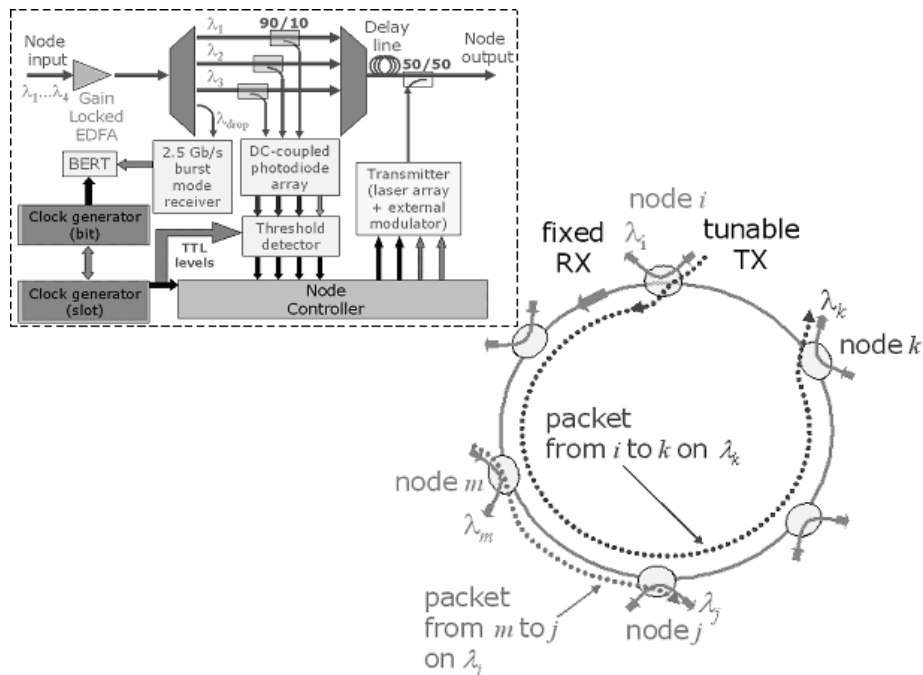 Node
input
λ1...λ4
Gain
Locked
EDFA
λ1
λ2
λ3
λdrop
90/10
Delay
line
50/50
Node
output
BERT
2.5 Gb/s
burst
mode
receiver
DC-coupled
photodiode
array
Transmitter
(laser array
+ external
modulator)
Clock generator
(bit)
TTL
levels
Threshold
detector
Clock generator
(slot)
Node
Controller
node i
λi
fixed
RX
tunable
TX
λk
node k
packet
from i to k on λk
node m
λm
packet
from m to j
on λj
λj
node j